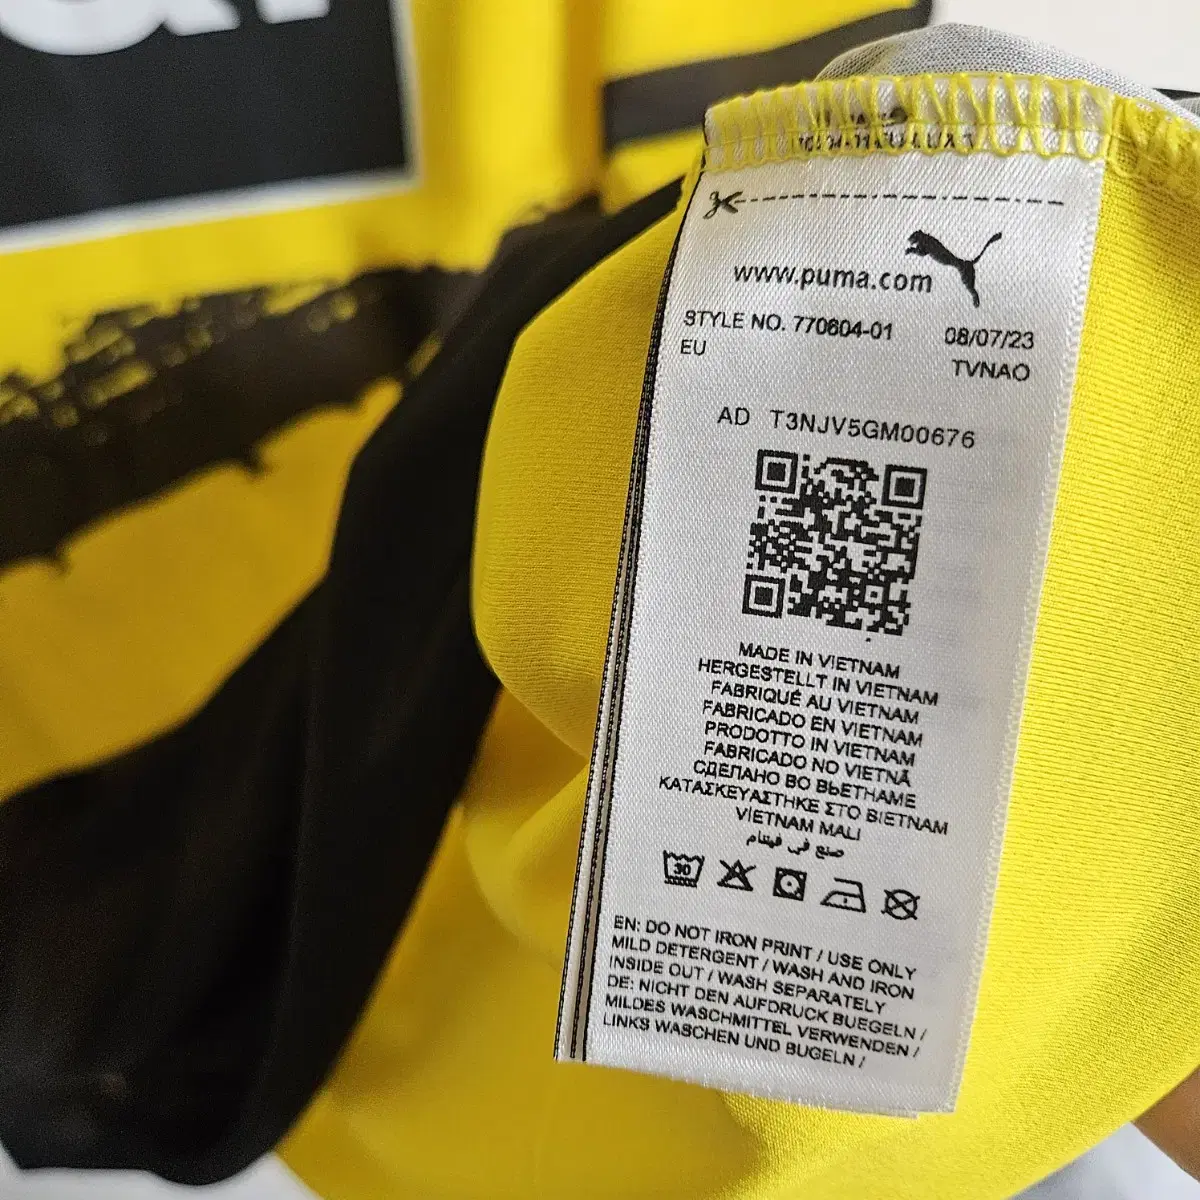 &1
www.puma.com
STYLE NO. 770604-01 08/07/23
EU TVNAO
AD T3NJV5GM00676
MADE IN VIETNAM
HERGESTELLT IN VIETNAM
FABRIQUÉ AU VIETNAM
FABRICADO EN VIETNAM
PRODOTTO IN VIETNAM
FABRICADO NO VIETNÃ
СДЕЛАНО ВО ВЬЕТНАМЕ
ΚΑΤΑΣΚΕΥΑΣΤΗΚΕ ΣΤΟ ΒΙΕΤΝΑΜ
VIETNAM MALI
صنع في فيتنام
30
EN: DO NOT IRON PRINT / USE ONLY
MILD DETERGENT / WASH AND IRON
INSIDE OUT / WASH SEPARATELY
DE: NICHT DEN AUFDRUCK BUEGELN /
MILDES WASCHMITTEL VERWENDEN /
LINKS WASCHEN UND BUGELN /